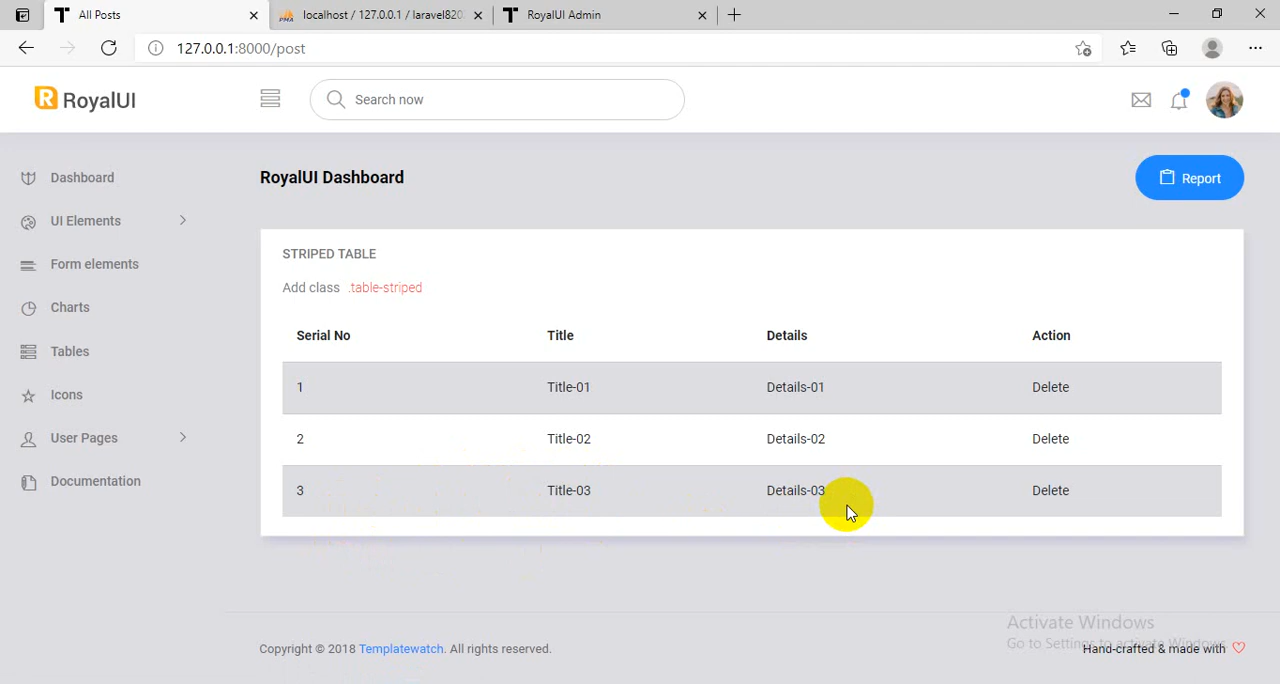 All Posts
localhost / 127.0.0.1 / laravel820
RoyalUI Admin
127.0.0.1:8000/post
RoyalUI
Search now
Dashboard
UI Elements
Form elements
Charts
Tables
Icons
User Pages
Documentation
RoyalUI Dashboard
Report
STRIPED TABLE
Add class .table-striped
Serial No Title Details Action
1 Title-01 Details-01 Delete
2 Title-02 Details-02 Delete
3 Title-03 Details-03 Delete
Activate Windows
Go to Settings to activate Windows.
Copyright © 2018 Templatewatch. All rights reserved.
Hand-crafted & made with